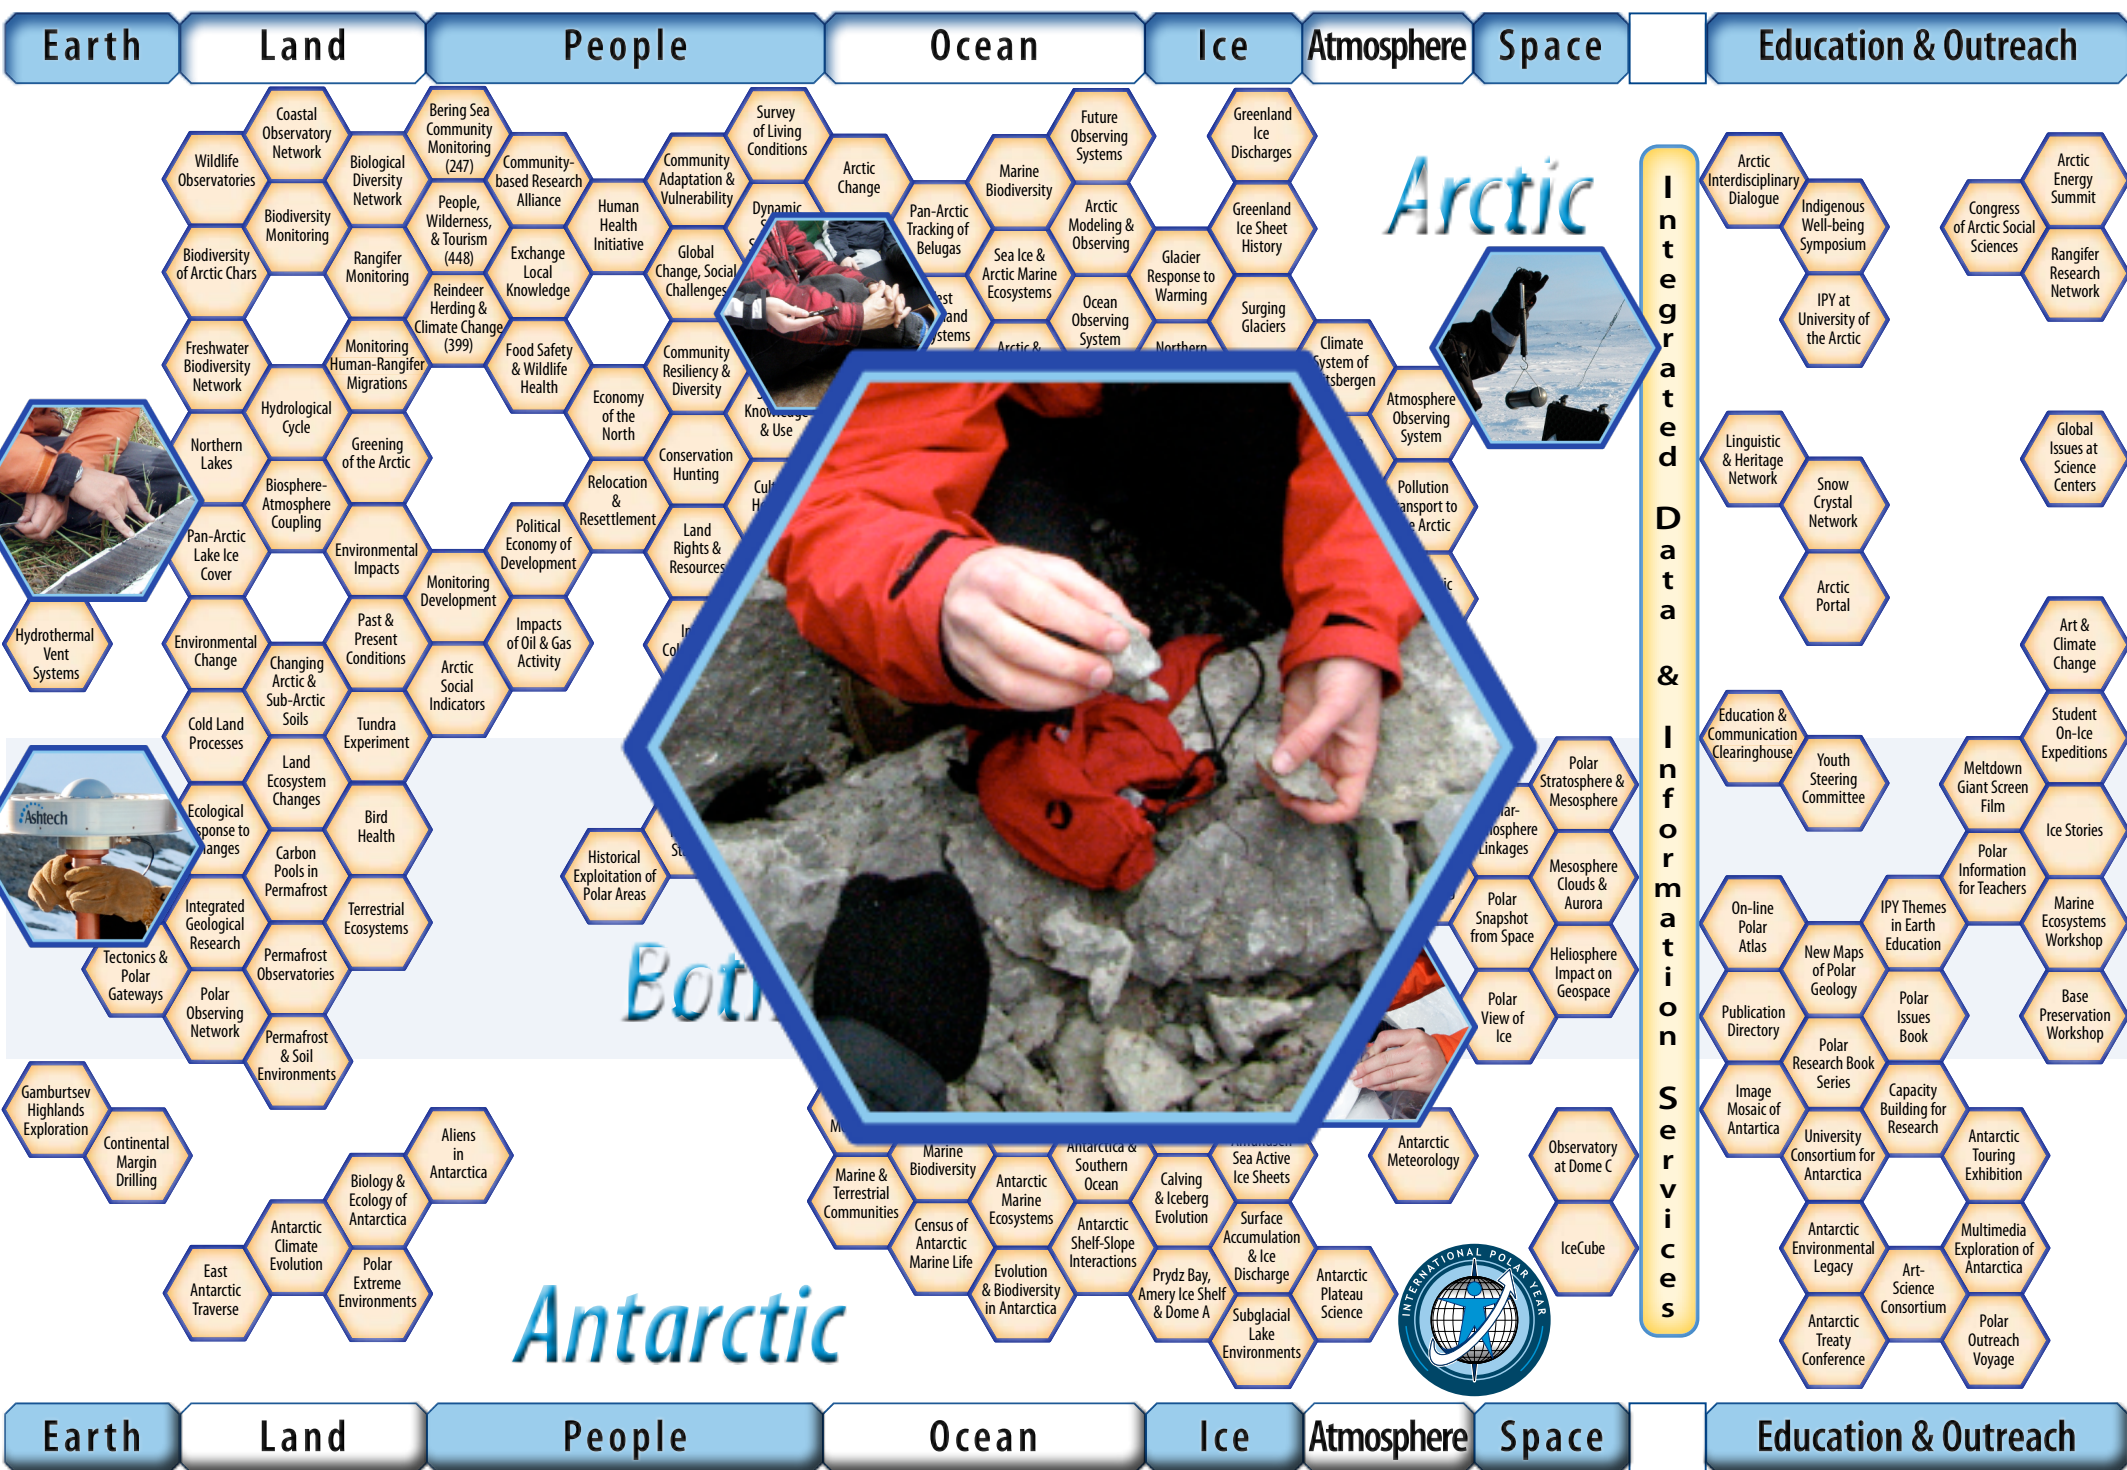 Earth
Land
People
Ocean
Ice
Atmosphere
Space
Education & Outreach
Arctic
Coastal
Observatory
Network
Wildlife
Observatories
Biological
Diversity
Network
Biodiversity
Monitoring
Biodiversity
of Arctic Chars
Rangifer
Monitoring
Freshwater
Biodiversity
Network
Monitoring
Human-Rangifer
Migrations
Hydrological
Cycle
Northern
Lakes
Greening
of the Arctic
Biosphere-
Atmosphere
Coupling
Pan-Arctic
Lake Ice
Cover
Environmental
Impacts
Hydrothermal
Vent
Systems
Environmental
Change
Past &
Present
Conditions
Changing
Arctic &
Sub-Arctic
Soils
Cold Land
Processes
Tundra
Experiment
Bering Sea
Community
Monitoring
(247)
Community-
based Research
Alliance
People,
Wilderness,
& Tourism
(448)
Human
Health
Initiative
Exchange
Local
Knowledge
Reindeer
Herding &
Climate Change
(399)
Food Safety
& Wildlife
Health
Economy
of the
North
Relocation
&
Resettlement
Political
Economy of
Development
Monitoring
Development
Impacts
of Oil & Gas
Activity
Arctic
Social
Indicators
Survey
of Living
Conditions
Community
Adaptation &
Vulnerability
Dynamic
Global
Change, Social
Challenges
Community
Resiliency &
Diversity
& Use
Conservation
Hunting
Land
Rights &
Resources
Arctic
Change
Pan-Arctic
Tracking of
Belugas
Marine
Biodiversity
Future
Observing
Systems
Arctic
Modeling &
Observing
Sea Ice &
Arctic Marine
Ecosystems
Ocean
Observing
System
Arctic &
Greenland
Ice
Discharges
Greenland
Ice Sheet
History
Glacier
Response to
Warming
Surging
Glaciers
Northern
Climate
System of
Atmosphere
Observing
System
Pollution
Arctic
Land
Ecosystem
Changes
Ecological
Bird
Health
Carbon
Pools in
Permafrost
Integrated
Geological
Research
Terrestrial
Ecosystems
Tectonics &
Polar
Gateways
Permafrost
Observatories
Polar
Observing
Network
Permafrost
& Soil
Environments
Ashtech
Historical
Exploitation of
Polar Areas
Polar
Stratosphere &
Mesosphere
Linkages
Mesosphere
Clouds &
Aurora
Polar
Snapshot
from Space
Heliosphere
Impact on
Geospace
Polar
View of
Ice
Gamburtsev
Highlands
Exploration
Continental
Margin
Drilling
Aliens
in
Antarctica
Biology &
Ecology of
Antarctica
Antarctic
Climate
Evolution
East
Antarctic
Traverse
Polar
Extreme
Environments
Antarctic
Marine
Biodiversity
Marine &
Terrestrial
Communities
Census of
Antarctic
Marine Life
Antarctic
Marine
Ecosystems
Evolution
& Biodiversity
in Antarctica
Antarctica &
Southern
Ocean
Antarctic
Shelf-Slope
Interactions
Calving
& Iceberg
Evolution
Prydz Bay,
Amery Ice Shelf
& Dome A
Sea Active
Ice Sheets
Surface
Accumulation
& Ice
Discharge
Subglacial
Lake
Environments
Antarctic
Plateau
Science
Antarctic
Meteorology
Observatory
at Dome C
IceCube
INTERNATIONAL POLAR YEAR
Integrated Data & Information Services
Arctic
Interdisciplinary
Dialogue
Indigenous
Well-being
Symposium
IPY at
University of
the Arctic
Arctic
Energy
Summit
Congress
of Arctic Social
Sciences
Rangifer
Research
Network
Linguistic
& Heritage
Network
Snow
Crystal
Network
Arctic
Portal
Global
Issues at
Science
Centers
Art &
Climate
Change
Education &
Communication
Clearinghouse
Youth
Steering
Committee
Student
On-Ice
Expeditions
Meltdown
Giant Screen
Film
Ice Stories
Polar
Information
for Teachers
On-line
Polar
Atlas
IPY Themes
in Earth
Education
Marine
Ecosystems
Workshop
New Maps
of Polar
Geology
Publication
Directory
Polar
Issues
Book
Base
Preservation
Workshop
Polar
Research Book
Series
Image
Mosaic of
Antartica
Capacity
Building for
Research
University
Consortium for
Antarctica
Antarctic
Touring
Exhibition
Antarctic
Environmental
Legacy
Multimedia
Exploration of
Antarctica
Art-
Science
Consortium
Antarctic
Treaty
Conference
Polar
Outreach
Voyage
Earth
Land
People
Ocean
Ice
Atmosphere
Space
Education & Outreach